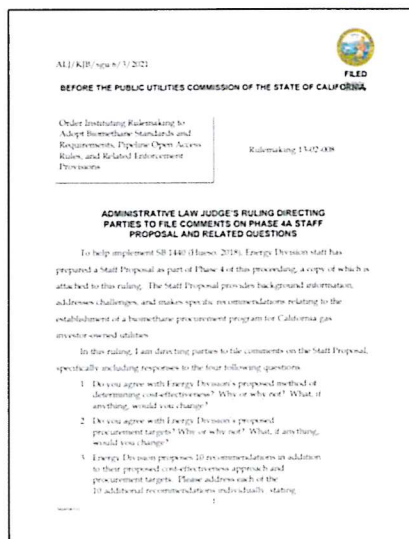 ALJ/KJB/sgu 6/3/2021
FILED
BEFORE THE PUBLIC UTILITIES COMMISSION OF THE STATE OF CALIFORNIA
Order Instituting Rulemaking to
Adopt Biomethane Standards and
Requirements, Pipeline Open Access
Rules, and Related Enforcement
Provisions
Rulemaking 13-02-008
ADMINISTRATIVE LAW JUDGE'S RULING DIRECTING
PARTIES TO FILE COMMENTS ON PHASE 4A STAFF
PROPOSAL AND RELATED QUESTIONS
To help implement SB 1440 (Hueso, 2018), Energy Division staff has
prepared a Staff Proposal as part of Phase 4 of this proceeding, a copy of which is
attached to this ruling. The Staff Proposal provides background information,
addresses challenges, and makes specific recommendations relating to the
establishment of a biomethane procurement program for California gas
investor-owned utilities.
In this ruling, I am directing parties to file comments on the Staff Proposal,
specifically including responses to the four following questions
1 Do you agree with Energy Division's proposed method of
determining cost-effectiveness? Why or why not? What, if
anything, would you change?
2 Do you agree with Energy Division's proposed
procurement targets? Why or why not? What, if anything,
would you change?
3 Energy Division proposes 10 recommendations in addition
to their proposed cost-effectiveness approach and
procurement targets. Please address each of the
10 additional recommendations individually, stating
1